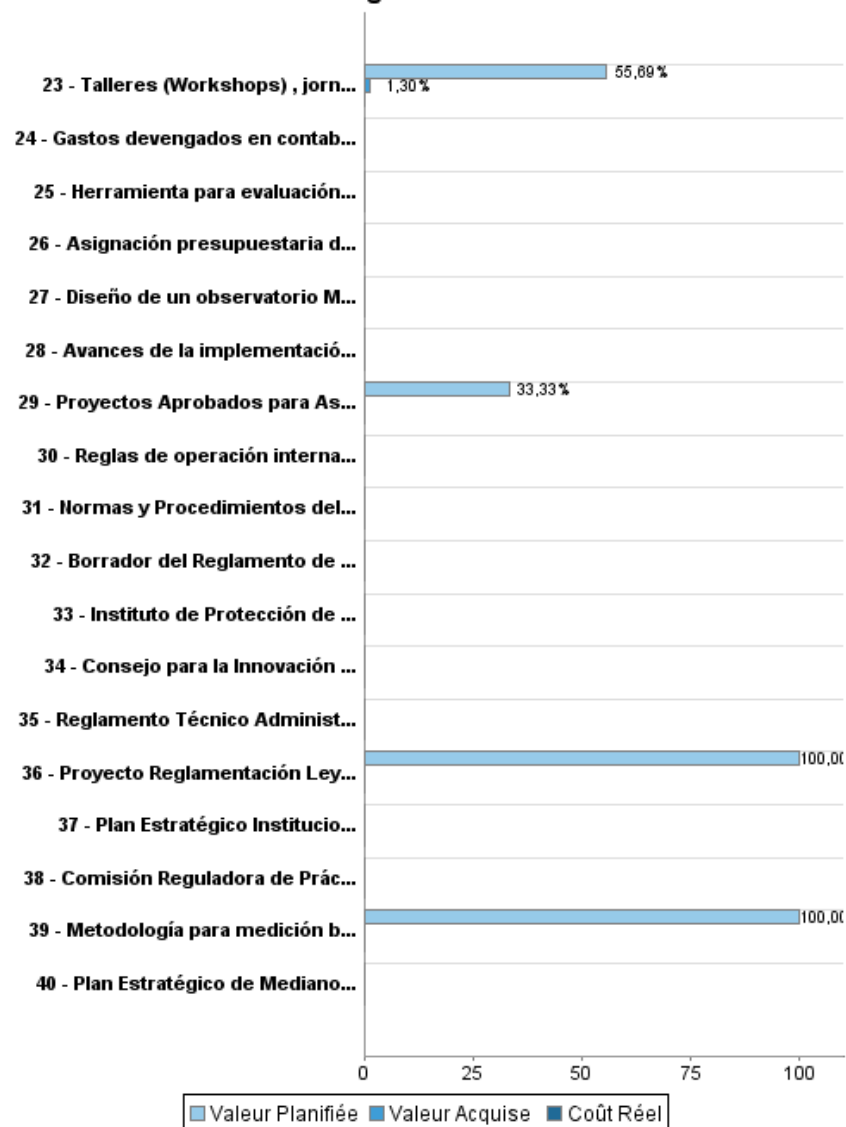 23 - Talleres (Workshops) , jorn...
55,69%
1,30%
24 - Gastos devengados en contab...
25 - Herramienta para evaluación...
26 - Asignación presupuestaria d...
27 - Diseño de un observatorio M...
28 - Avances de la implementació...
29 - Proyectos Aprobados para As...
33,33%
30 - Reglas de operación interna...
31 - Normas y Procedimientos del...
32 - Borrador del Reglamento de ...
33 - Instituto de Protección de ...
34 - Consejo para la Innovación ...
35 - Reglamento Técnico Administ...
36 - Proyecto Reglamentación Ley...
100,00
37 - Plan Estratégico Institucio...
38 - Comisión Reguladora de Prác...
39 - Metodología para medición b...
100,00
40 - Plan Estratégico de Mediano...
0 25 50 75 100
Valeur Planifiée Valeur Acquise Coût Réel